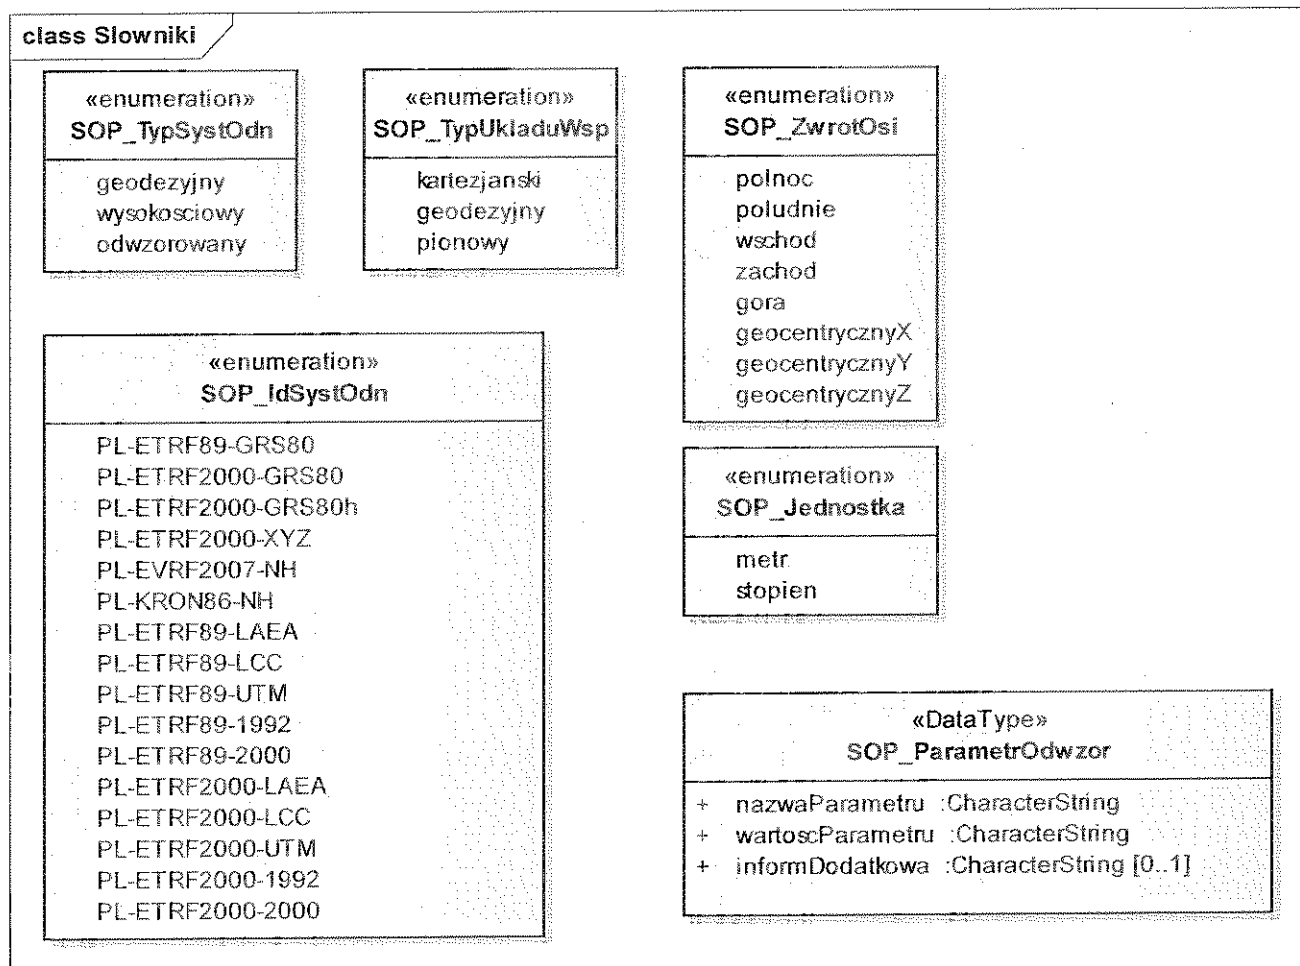 class Slowniki
«enumeration»
SOP_TypSystOdn
geodezyjny
wysokosciowy
odwzorowany
«enumeration»
SOP_TypUkladuWsp
kartezjanski
geodezyjny
pionowy
«enumeration»
SOP_ZwrotOsi
polnoc
poludnie
wschod
zachod
gora
geocentrycznyX
geocentrycznyY
geocentrycznyZ
«enumeration»
SOP_IdSystOdn
PL-ETRF89-GRS80
PL-ETRF2000-GRS80
PL-ETRF2000-GRS80h
PL-ETRF2000-XYZ
PL-EVRF2007-NH
PL-KRON86-NH
PL-ETRF89-LAEA
PL-ETRF89-LCC
PL-ETRF89-UTM
PL-ETRF89-1992
PL-ETRF89-2000
PL-ETRF2000-LAEA
PL-ETRF2000-LCC
PL-ETRF2000-UTM
PL-ETRF2000-1992
PL-ETRF2000-2000
«enumeration»
SOP_Jednostka
metr
stopien
«DataType»
SOP_ParametrOdwzor
+ nazwaParametru :CharacterString
+ wartoscParametru :CharacterString
+ informDodatkowa :CharacterString [0..1]